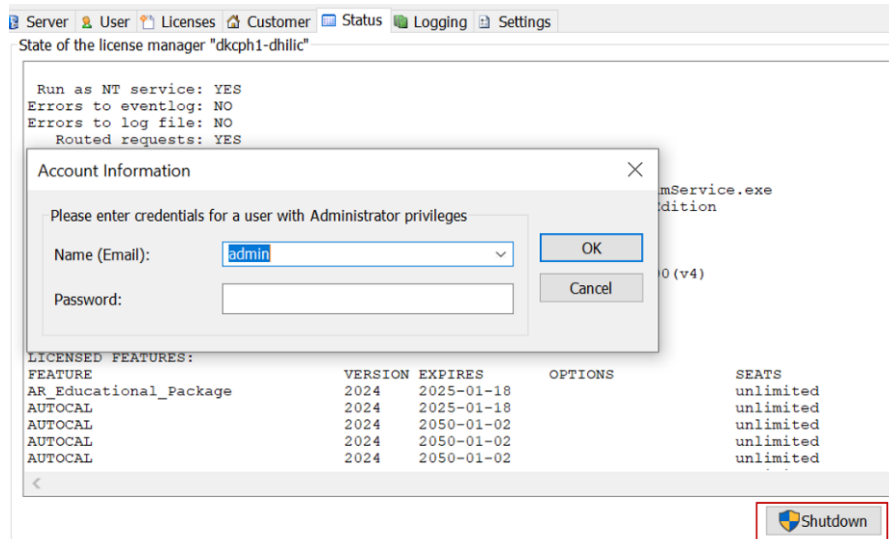 Server User Licenses Customer Status Logging Settings
State of the license manager "dkcph1-dhilic"
Run as NT service: YES
Errors to eventlog: NO
Errors to log file: NO
Routed requests: YES
Account Information
mService.exe
Please enter credentials for a user with Administrator privileges
dition
Name (Email): admin OK
0(v4)
Password: Cancel
LICENSED FEATURES:
FEATURE VERSION EXPIRES OPTIONS SEATS
AR_Educational_Package 2024 2025-01-18 unlimited
AUTOCAL 2024 2025-01-18 unlimited
AUTOCAL 2024 2050-01-02 unlimited
AUTOCAL 2024 2050-01-02 unlimited
AUTOCAL 2024 2050-01-02 unlimited
Shutdown